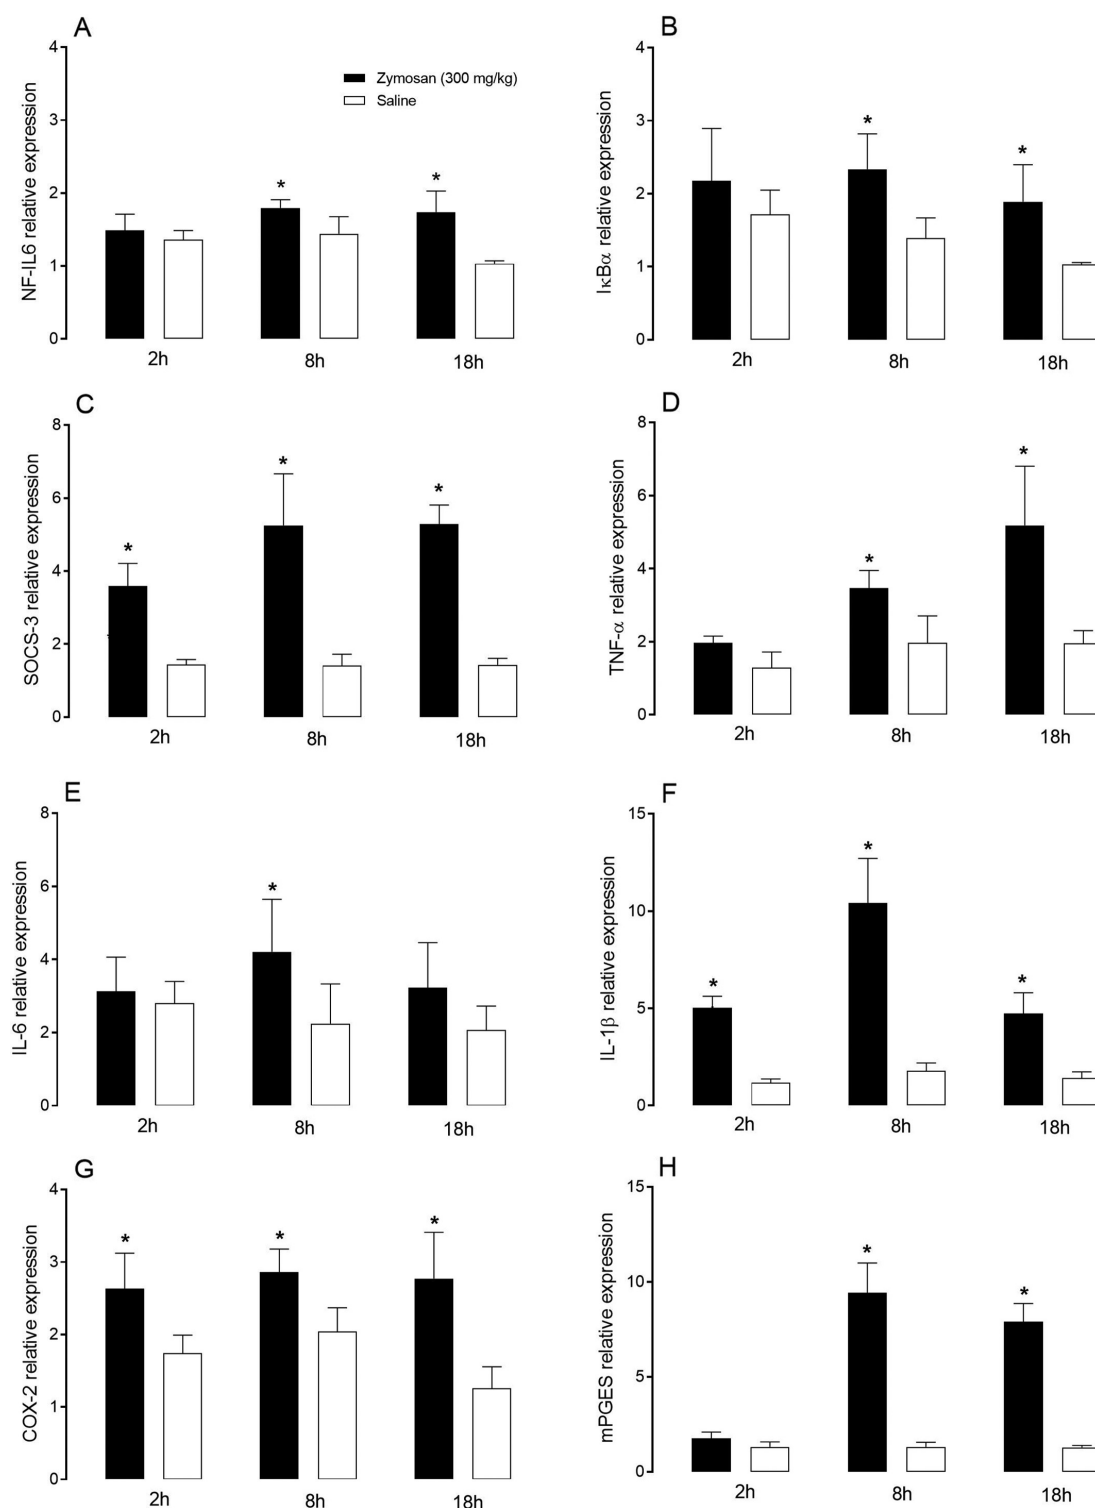 A
B
4
3
2
1
0
NF-IL6 relative expression
Zymosan (300 mg/kg)
Saline
*
*
2h
8h
18h
4
3
2
1
0
IκBα relative expression
*
*
2h
8h
18h
C
D
8
6
4
2
0
SOCS-3 relative expression
*
*
*
2h
8h
18h
8
6
4
2
0
TNF-α relative expression
*
*
2h
8h
18h
E
F
8
6
4
2
0
IL-6 relative expression
*
2h
8h
18h
15
10
5
0
IL-1β relative expression
*
*
*
2h
8h
18h
G
H
4
3
2
1
0
COX-2 relative expression
*
*
*
2h
8h
18h
15
10
5
0
mPGES relative expression
*
*
2h
8h
18h